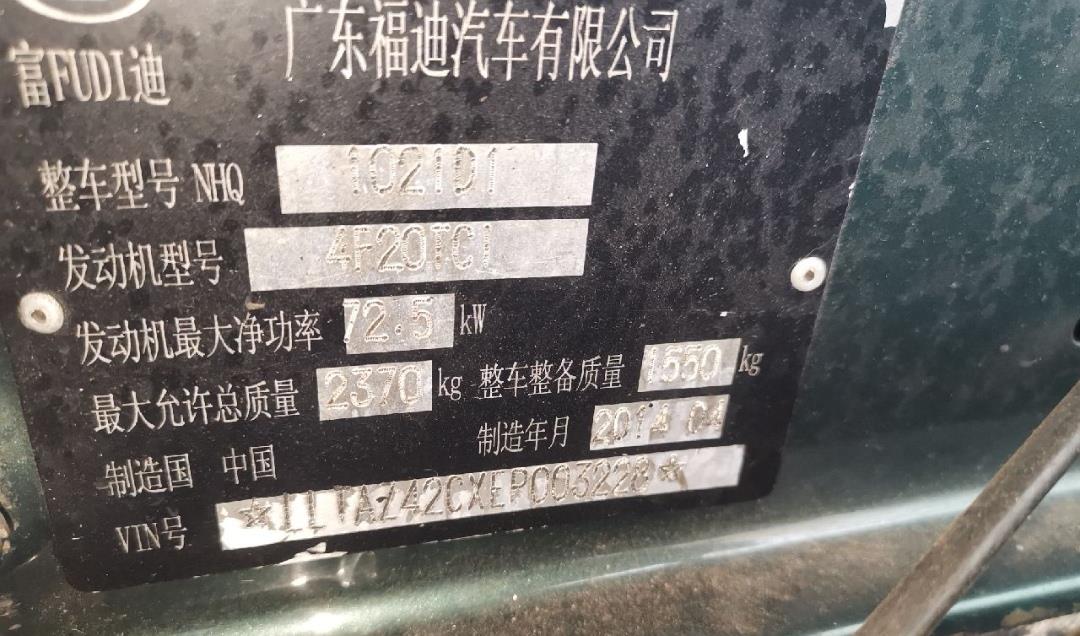 广东福迪汽车有限公司
富FUDI迪
整车型号 NHQ 1021D1
发动机型号 4F20TCI
发动机最大净功率 72.5 kW
最大允许总质量 2370 kg 整车整备质量 1550 kg
制造国 中国 制造年月 2014 04
VIN号